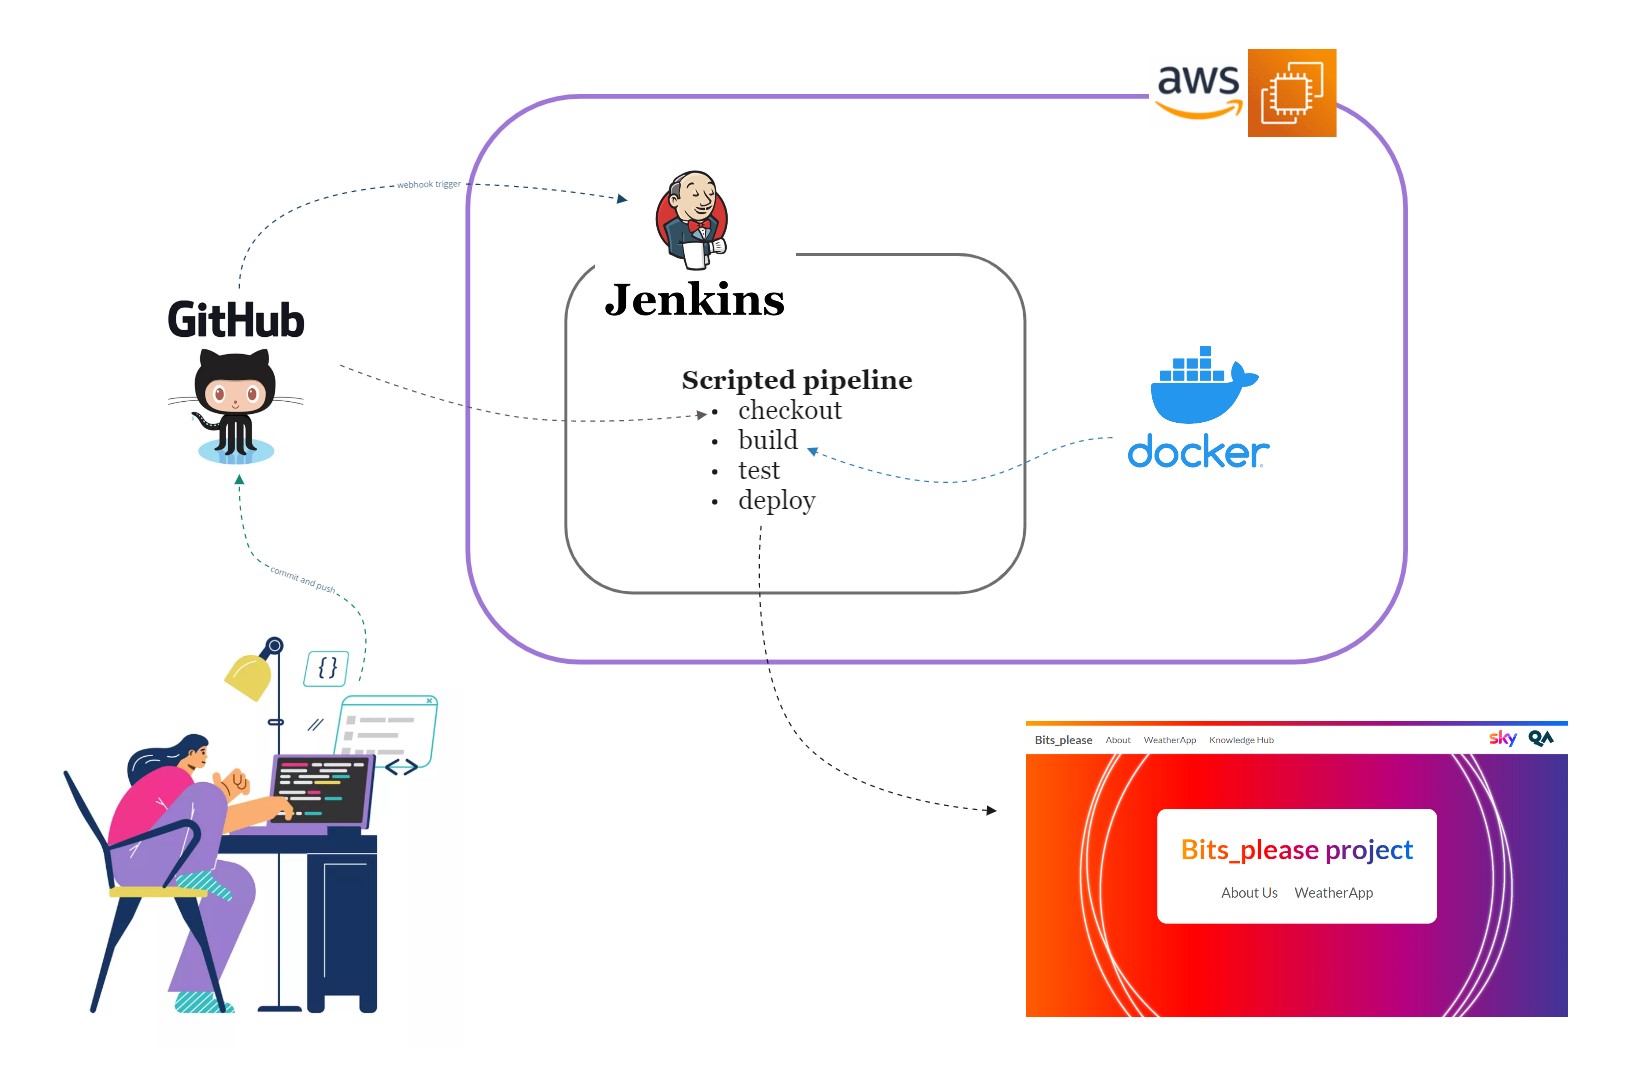 aws
webhook trigger
GitHub
Jenkins
Scripted pipeline
• checkout
• build
• test
• deploy
docker
commit and push
{}
//
<>
Bits_please About WeatherApp Knowledge Hub sky QA
Bits_please project
About Us WeatherApp